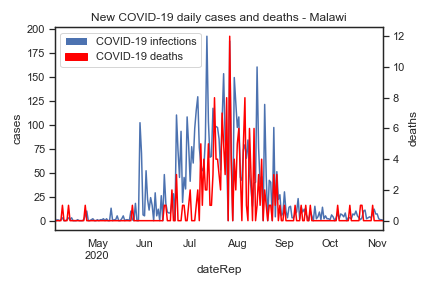 New COVID-19 daily cases and deaths - Malawi
COVID-19 infections
COVID-19 deaths
200
175
150
125
100
75
50
25
0
cases
12
10
8
6
4
2
0
deaths
May
2020
Jun
Jul
Aug
Sep
Oct
Nov
dateRep